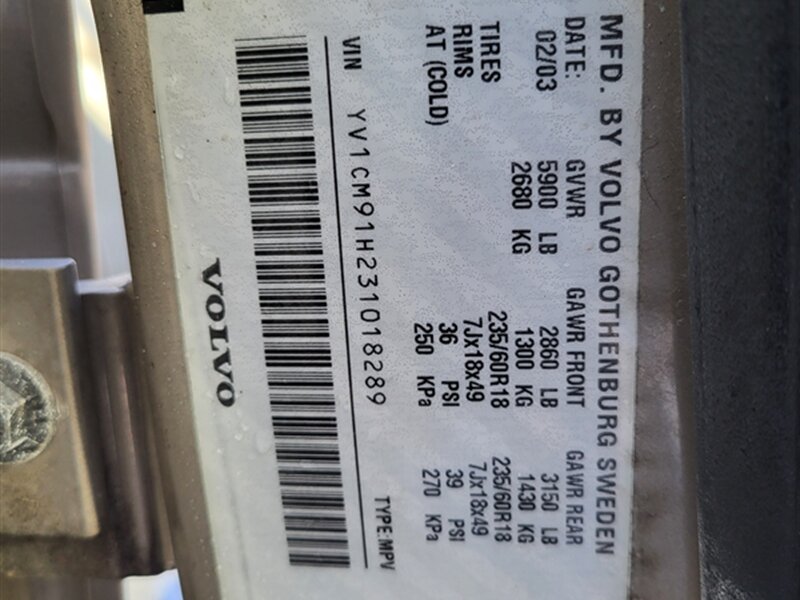 MFD. BY VOLVO GOTHENBURG SWEDEN
DATE: GVWR GAWR FRONT GAWR REAR
02/03 5900 LB 2860 LB 3150 LB
2680 KG 1300 KG 1430 KG
TIRES 235/60R18 235/60R18
RIMS 7Jx18x49 7Jx18x49
AT (COLD) 36 PSI 39 PSI
250 KPa 270 KPa
VIN YV1CM91H231018289 TYPE:MPV
VOLVO